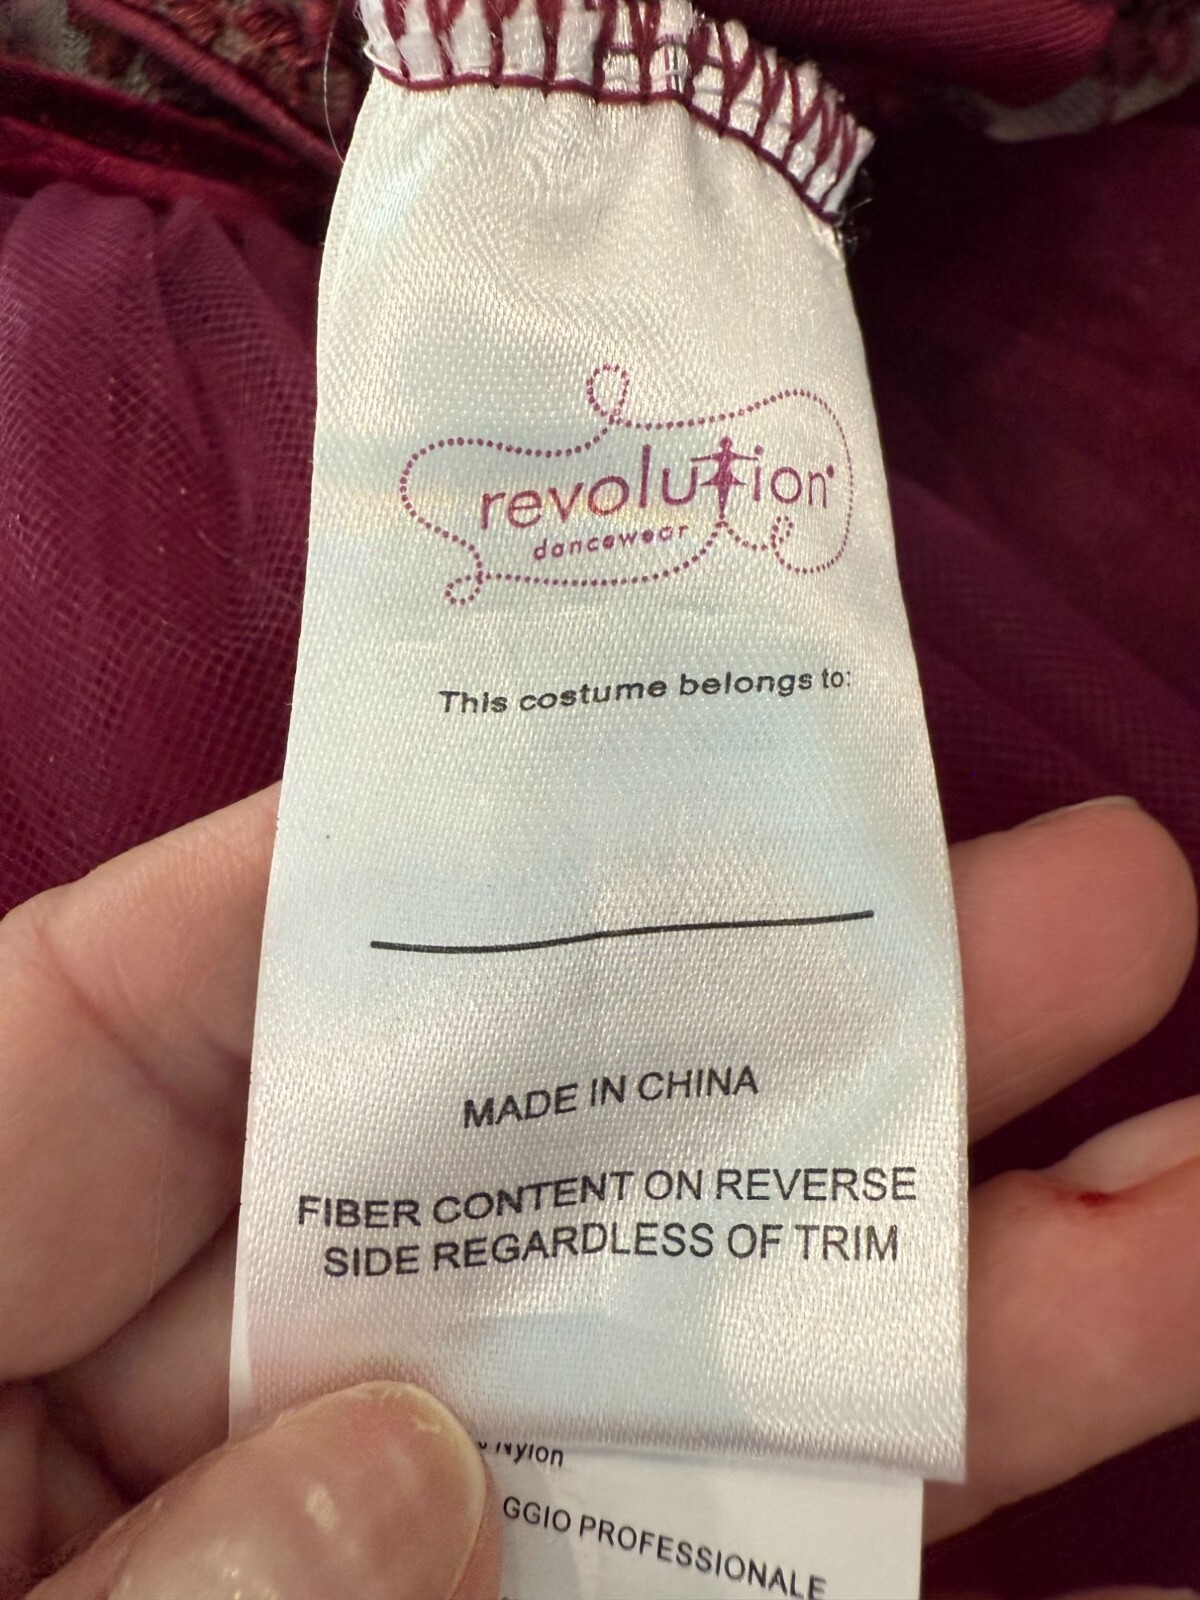 revolution
dancewear
This costume belongs to:
MADE IN CHINA
FIBER CONTENT ON REVERSE
SIDE REGARDLESS OF TRIM
Nylon
GGIO PROFESSIONALE